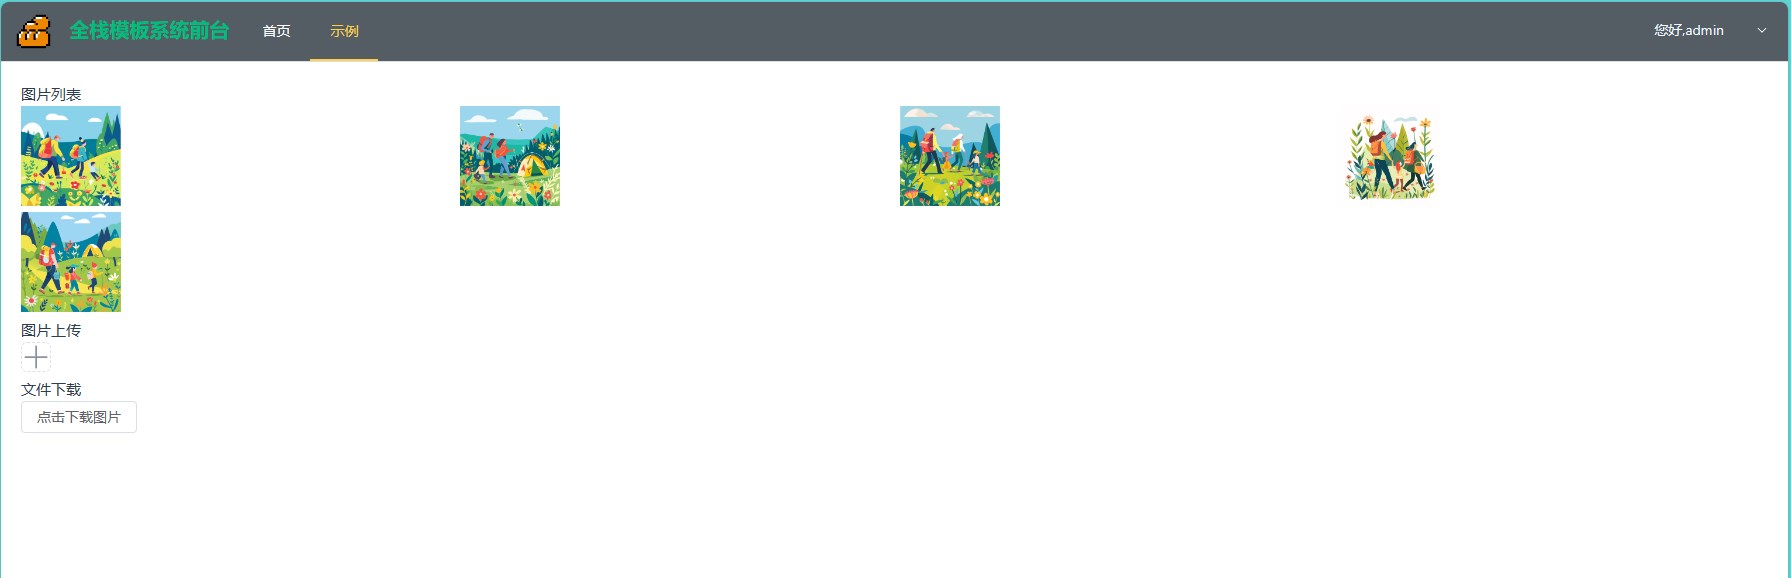 全栈模板系统前台
首页
示例
您好,admin
图片列表
图片上传
文件下载
点击下载图片